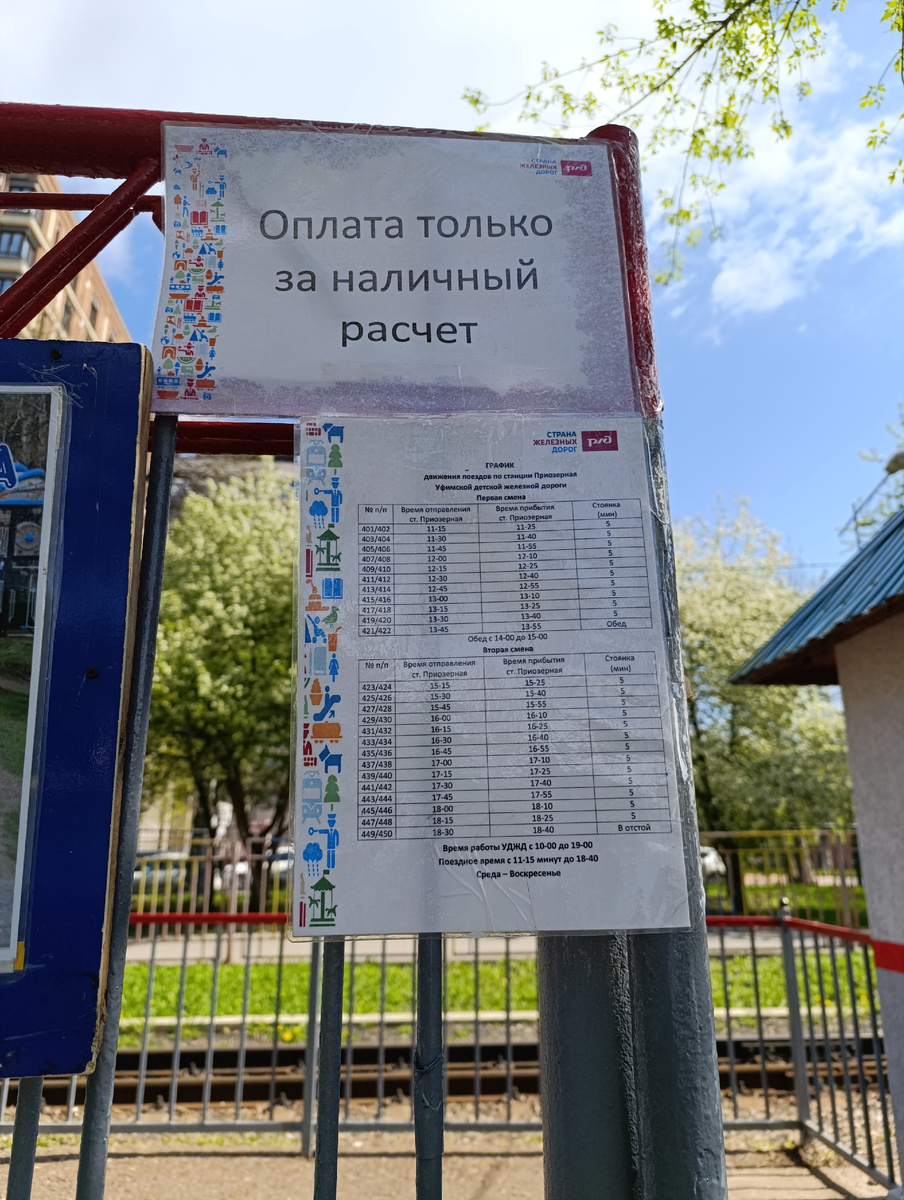 СТРАНА
ЖЕЛЕЗНЫХ
ДОРОГ
РЖД
Оплата только
за наличный
расчет
СТРАНА
ЖЕЛЕЗНЫХ
ДОРОГ
РЖД
ГРАФИК
движения поездов по станции Приозерная
Уфимской детской железной дороги
Первая смена
№ п/п Время отправления ст. Приозерная Время прибытия ст. Приозерная Стоянка (мин)
401/402 11-15 11-25 5
403/404 11-30 11-40 5
405/406 11-45 11-55 5
407/408 12-00 12-10 5
409/410 12-15 12-25 5
411/412 12-30 12-40 5
413/414 12-45 12-55 5
415/416 13-00 13-10 5
417/418 13-15 13-25 5
419/420 13-30 13-40 5
421/422 13-45 13-55 Обед
Обед с 14-00 до 15-00
Вторая смена
№ п/п Время отправления ст. Приозерная Время прибытия ст. Приозерная Стоянка (мин)
423/424 15-15 15-25 5
425/426 15-30 15-40 5
427/428 15-45 15-55 5
429/430 16-00 16-10 5
431/432 16-15 16-25 5
433/434 16-30 16-40 5
435/436 16-45 16-55 5
437/438 17-00 17-10 5
439/440 17-15 17-25 5
441/442 17-30 17-40 5
443/444 17-45 17-55 5
445/446 18-00 18-10 5
447/448 18-15 18-25 5
449/450 18-30 18-40 В отстой
Время работы УДЖД с 10-00 до 19-00
Поездное время с 11-15 минут до 18-40
Среда – Воскресенье